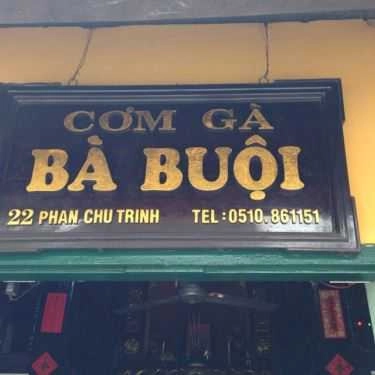 CƠM GÀ
BÀ BUỘI
22 PHAN CHU TRINH TEL : 0510.861151